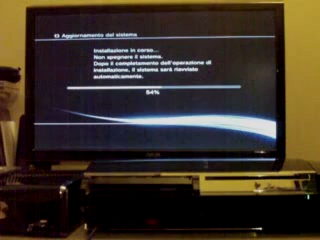 Aggiornamento del sistema
Installazione in corso...
Non spegnere il sistema.
Dopo il completamento dell'operazione di
installazione, il sistema sarà riavviato
automaticamente.
54%